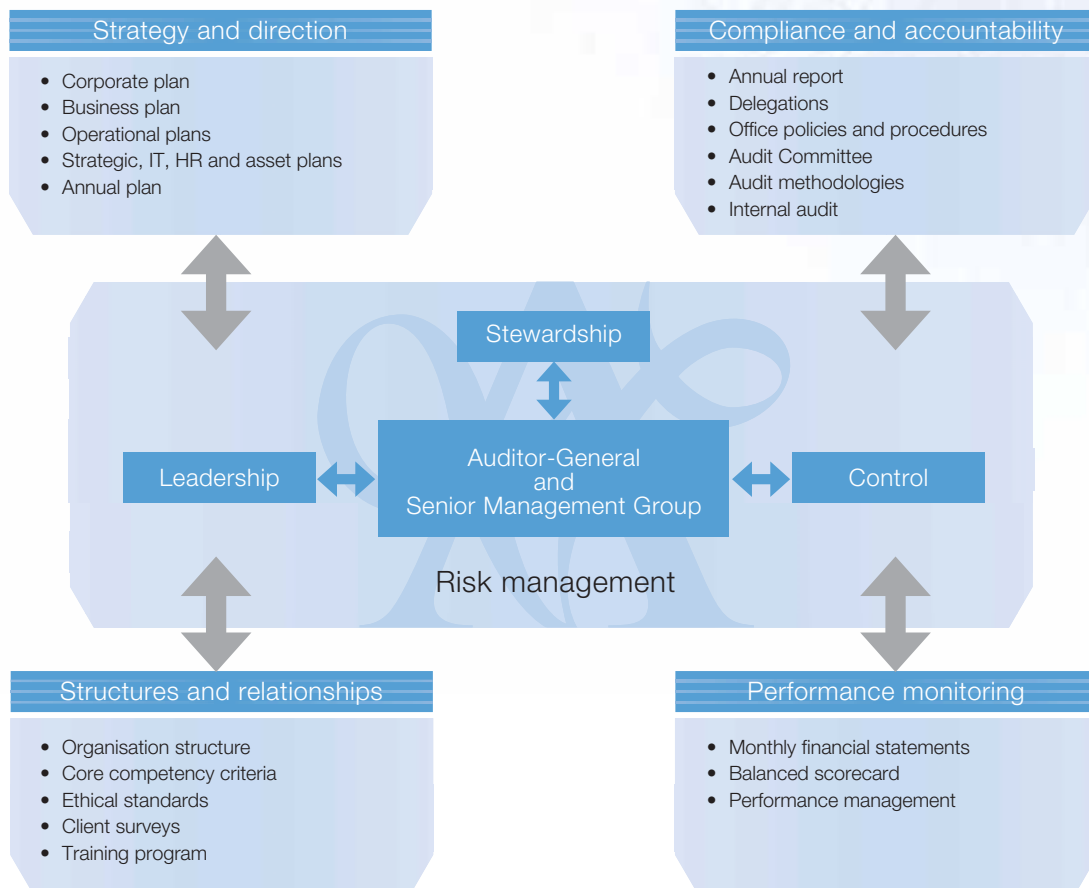 Strategy and direction
• Corporate plan
• Business plan
• Operational plans
• Strategic, IT, HR and asset plans
• Annual plan
Compliance and accountability
• Annual report
• Delegations
• Office policies and procedures
• Audit Committee
• Audit methodologies
• Internal audit
Stewardship
Leadership
Auditor-General
and
Senior Management Group
Control
Risk management
Structures and relationships
• Organisation structure
• Core competency criteria
• Ethical standards
• Client surveys
• Training program
Performance monitoring
• Monthly financial statements
• Balanced scorecard
• Performance management